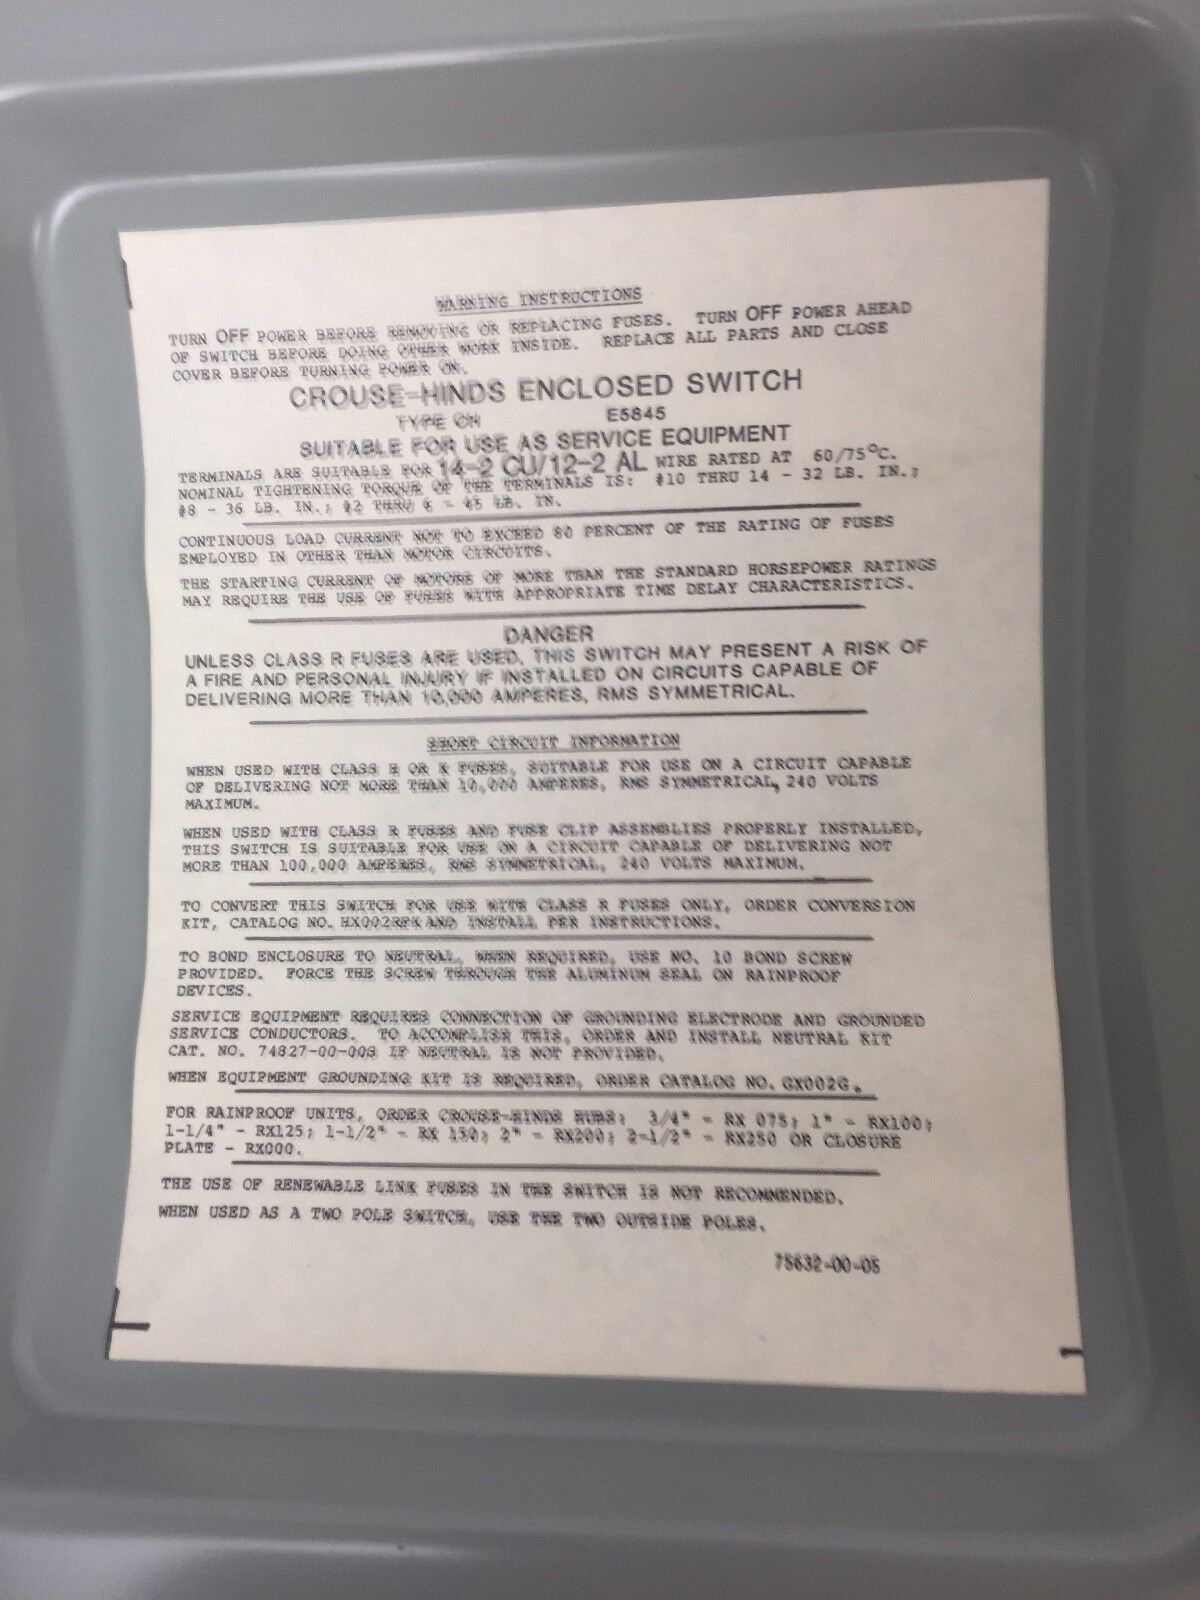 WARNING INSTRUCTIONS
TURN OFF POWER BEFORE REMOVING OR REPLACING FUSES. TURN OFF POWER AHEAD
OF SWITCH BEFORE DOING OTHER WORK INSIDE. REPLACE ALL PARTS AND CLOSE
COVER BEFORE TURNING POWER ON.
CROUSE-HINDS ENCLOSED SWITCH
TYPE CH E5845
SUITABLE FOR USE AS SERVICE EQUIPMENT
TERMINALS ARE SUITABLE FOR 14-2 CU/12-2 AL WIRE RATED AT 60/75°C.
NOMINAL TIGHTENING TORQUE OF THE TERMINALS IS: #10 THRU 14 - 32 LB. IN.;
#8 - 36 LB. IN.; #2 THRU 6 - 45 LB. IN.
CONTINUOUS LOAD CURRENT NOT TO EXCEED 80 PERCENT OF THE RATING OF FUSES
EMPLOYED IN OTHER THAN MOTOR CIRCUITS.
THE STARTING CURRENT OF MOTORS OF MORE THAN THE STANDARD HORSEPOWER RATINGS
MAY REQUIRE THE USE OF FUSES WITH APPROPRIATE TIME DELAY CHARACTERISTICS.
DANGER
UNLESS CLASS R FUSES ARE USED, THIS SWITCH MAY PRESENT A RISK OF
A FIRE AND PERSONAL INJURY IF INSTALLED ON CIRCUITS CAPABLE OF
DELIVERING MORE THAN 10,000 AMPERES, RMS SYMMETRICAL.
SHORT CIRCUIT INFORMATION
WHEN USED WITH CLASS H OR K FUSES, SUITABLE FOR USE ON A CIRCUIT CAPABLE
OF DELIVERING NOT MORE THAN 10,000 AMPERES, RMS SYMMETRICAL, 240 VOLTS
MAXIMUM.
WHEN USED WITH CLASS R FUSES AND FUSE CLIP ASSEMBLIES PROPERLY INSTALLED,
THIS SWITCH IS SUITABLE FOR USE ON A CIRCUIT CAPABLE OF DELIVERING NOT
MORE THAN 100,000 AMPERES, RMS SYMMETRICAL, 240 VOLTS MAXIMUM.
TO CONVERT THIS SWITCH FOR USE WITH CLASS R FUSES ONLY, ORDER CONVERSION
KIT, CATALOG NO. HX002RFK AND INSTALL PER INSTRUCTIONS.
TO BOND ENCLOSURE TO NEUTRAL, WHEN REQUIRED, USE NO. 10 BOND SCREW
PROVIDED. FORCE THE SCREW THROUGH THE ALUMINUM SEAL ON RAINPROOF
DEVICES.
SERVICE EQUIPMENT REQUIRES CONNECTION OF GROUNDING ELECTRODE AND GROUNDED
SERVICE CONDUCTORS. TO ACCOMPLISH THIS, ORDER AND INSTALL NEUTRAL KIT
CAT. NO. 74827-00-00S IF NEUTRAL IS NOT PROVIDED.
WHEN EQUIPMENT GROUNDING KIT IS REQUIRED, ORDER CATALOG NO. GX002G.
FOR RAINPROOF UNITS, ORDER CROUSE-HINDS HUBS: 3/4" - RX 075; 1" - RX100;
1-1/4" - RX125; 1-1/2" - RX 150; 2" - RX200; 2-1/2" - RX250 OR CLOSURE
PLATE - RX000.
THE USE OF RENEWABLE LINK FUSES IN THE SWITCH IS NOT RECOMMENDED.
WHEN USED AS A TWO POLE SWITCH, USE THE TWO OUTSIDE POLES.
75632-00-05